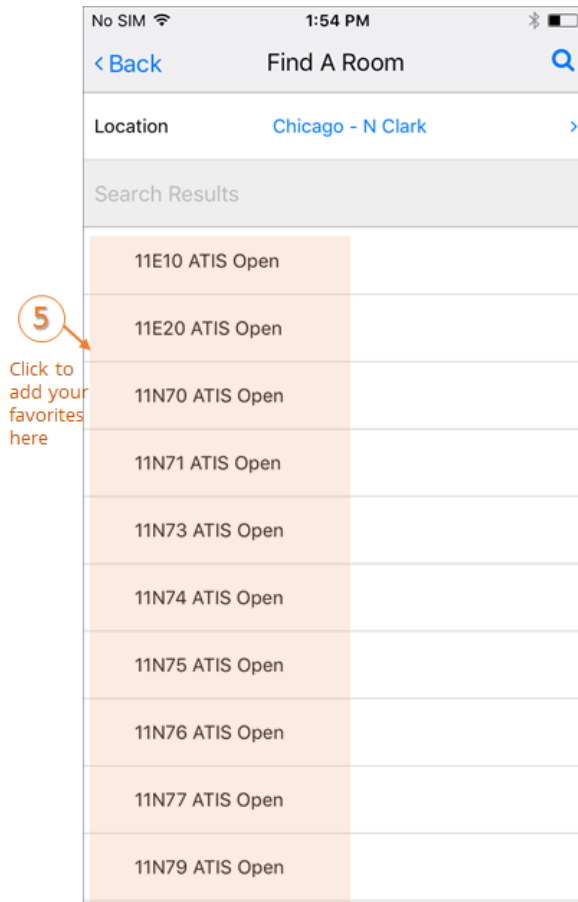 No SIM 1:54 PM
< Back Find A Room
Location Chicago - N Clark >
Search Results
11E10 ATIS Open
11E20 ATIS Open
5
Click to
add your
favorites
here
11N70 ATIS Open
11N71 ATIS Open
11N73 ATIS Open
11N74 ATIS Open
11N75 ATIS Open
11N76 ATIS Open
11N77 ATIS Open
11N79 ATIS Open